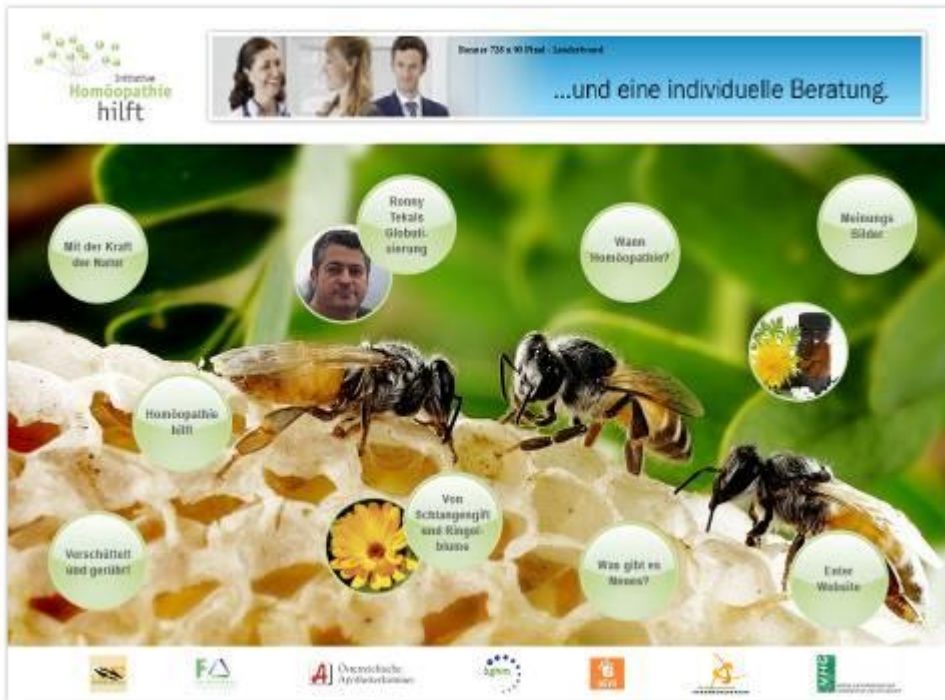 Initiative
Homöopathie
hilft
Banner 728 x 90 Pixel - Leaderboard
...und eine individuelle Beratung.
Mit der Kraft
der Natur
Ronny
Tekals
Globuli-
sierung
Wann
Homöopathie?
Meinungs
Bilder
Homöopathie
hilft
Von
Schlangengift
und Ringel-
blume
Verschüttelt
und gerührt
Was gibt es
Neues?
Enter
Website
Österreichische
Apothekerkammer
VHG